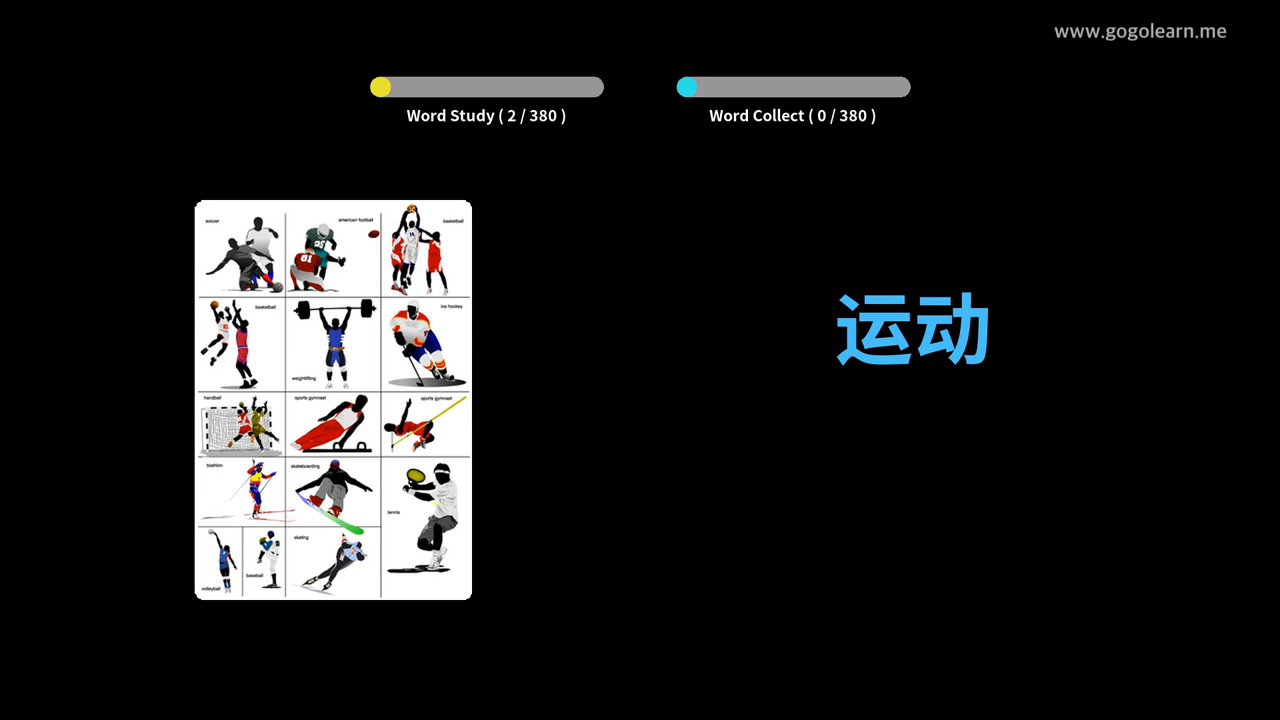 www.gogolearn.me
Word Study ( 2 / 380 )
Word Collect ( 0 / 380 )
soccer
american football
basketball
basketball
weightlifting
ice hockey
handball
sports gymnast
sports gymnast
biathlon
skateboarding
tennis
volleyball
baseball
skating
运动